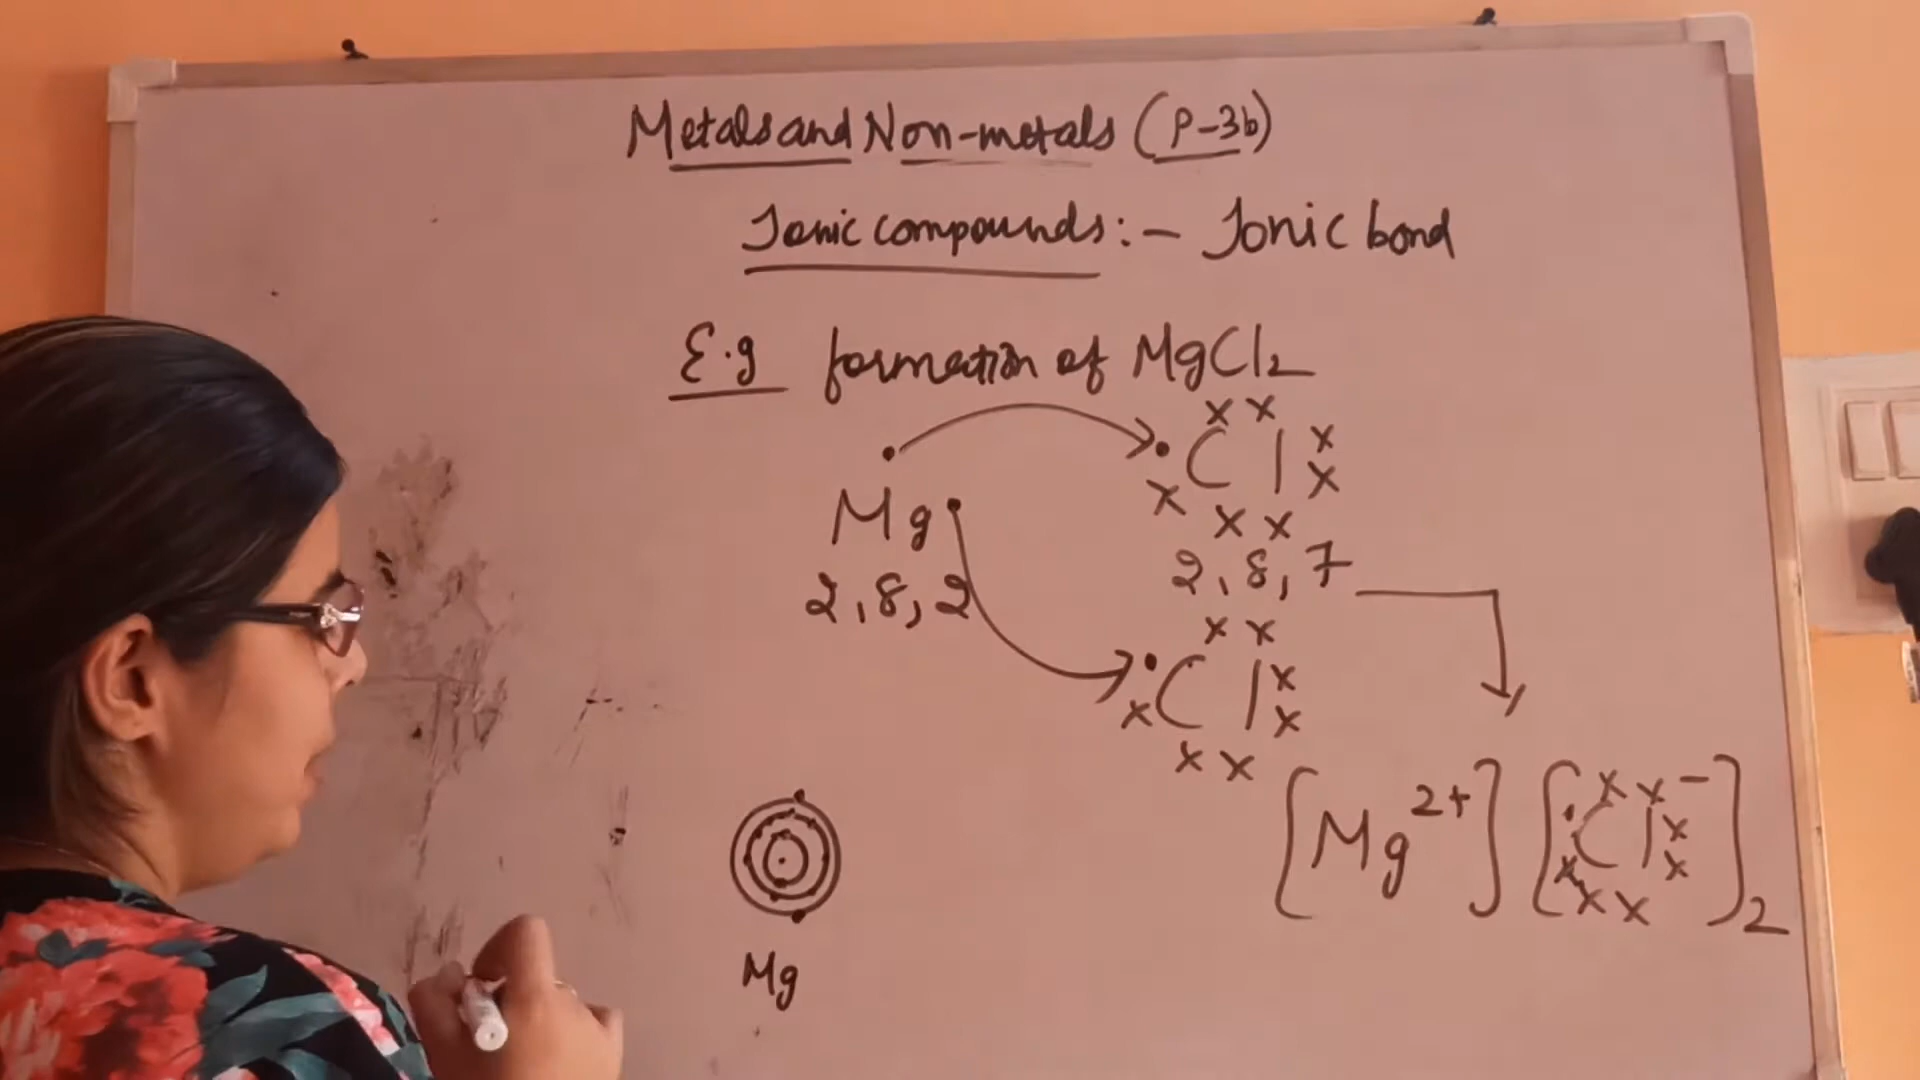 Metals and Non-metals (P-3b)
Ionic compounds:- Ionic bond
E.g formation of MgCl2
x x
• Cl x
x x
x x
Mg
2,8,2
2,8,7
x x
• Cl x
x x
x x
[Mg2+] [Cl-]2
Mg